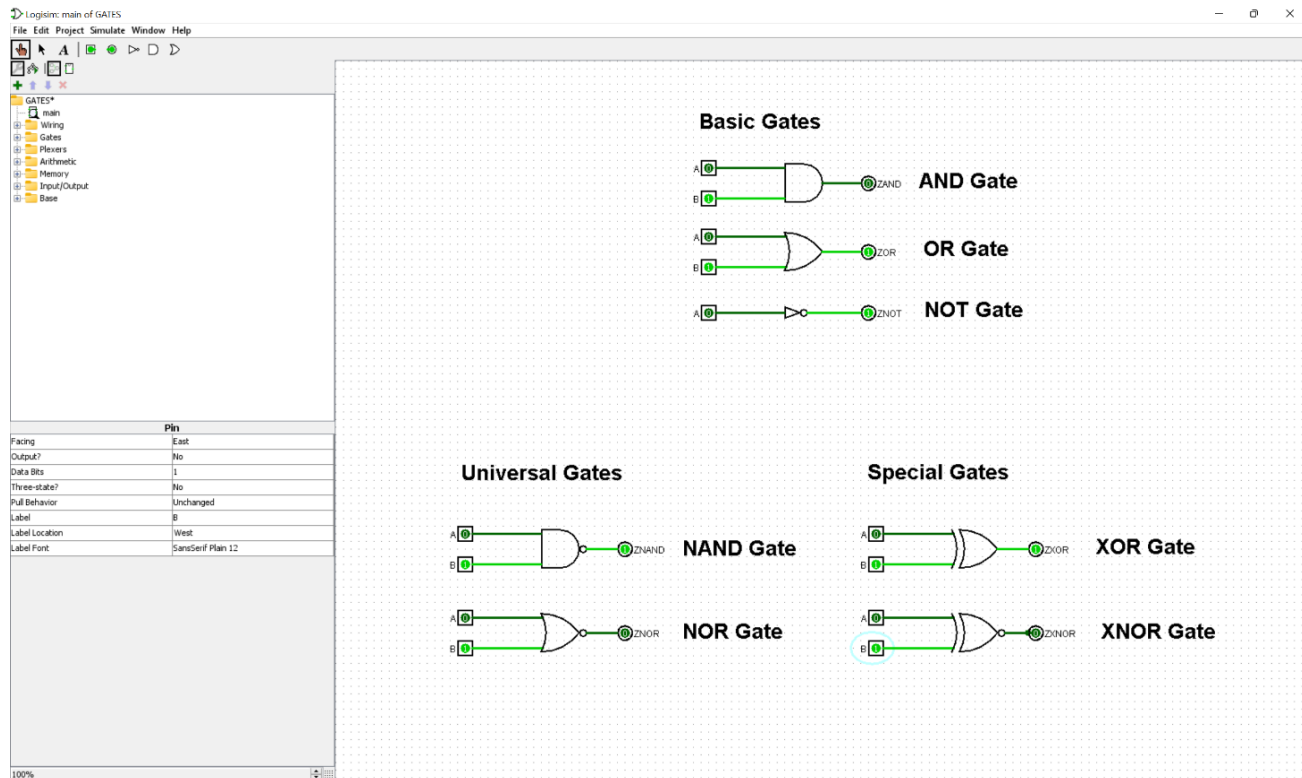 Logisim: main of GATES
File Edit Project Simulate Window Help
A
GATES*
main
Wiring
Gates
Plexers
Arithmetic
Memory
Input/Output
Base
Pin
Facing East
Output? No
Data Bits 1
Three-state? No
Pull Behavior Unchanged
Label B
Label Location West
Label Font SansSerif Plain 12
100%
Basic Gates
A 0
B 1
0 ZAND AND Gate
A 0
B 1
1 ZOR OR Gate
A 0 1 ZNOT NOT Gate
Universal Gates
A 0
B 1
1 ZNAND NAND Gate
A 0
B 1
0 ZNOR NOR Gate
Special Gates
A 0
B 1
1 ZXOR XOR Gate
A 0
B 1
0 ZXNOR XNOR Gate